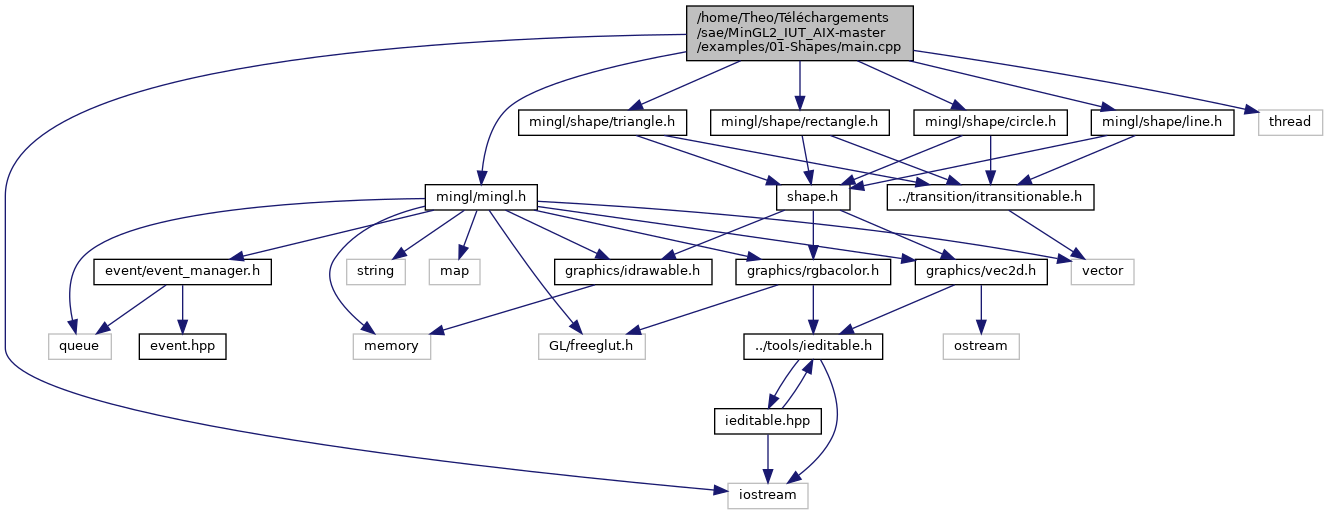 /home/Theo/Téléchargements
/sae/MinGL2_IUT_AIX-master
/examples/01-Shapes/main.cpp
mingl/shape/triangle.h
mingl/shape/rectangle.h
mingl/shape/circle.h
mingl/shape/line.h
thread
mingl/mingl.h
shape.h
../transition/itransitionable.h
event/event_manager.h
string
map
graphics/idrawable.h
graphics/rgbacolor.h
graphics/vec2d.h
vector
queue
event.hpp
memory
GL/freeglut.h
../tools/ieditable.h
ostream
ieditable.hpp
iostream